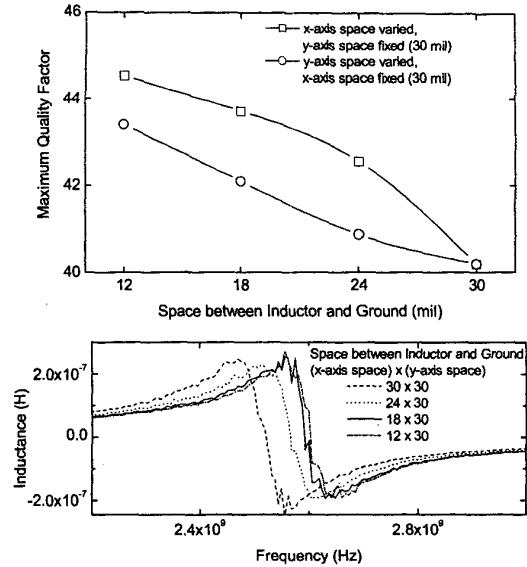 x-axis space varied,
y-axis space fixed (30 mil)
y-axis space varied,
x-axis space fixed (30 mil)
46
44
42
40
Maximum Quality Factor
12 18 24 30
Space between Inductor and Ground (mil)
Space between Inductor and Ground
(x-axis space) x (y-axis space)
30 x 30
24 x 30
18 x 30
12 x 30
2.0x10⁻⁷
0.0
-2.0x10⁻⁷
Inductance (H)
2.4x10⁹ 2.8x10⁹
Frequency (Hz)